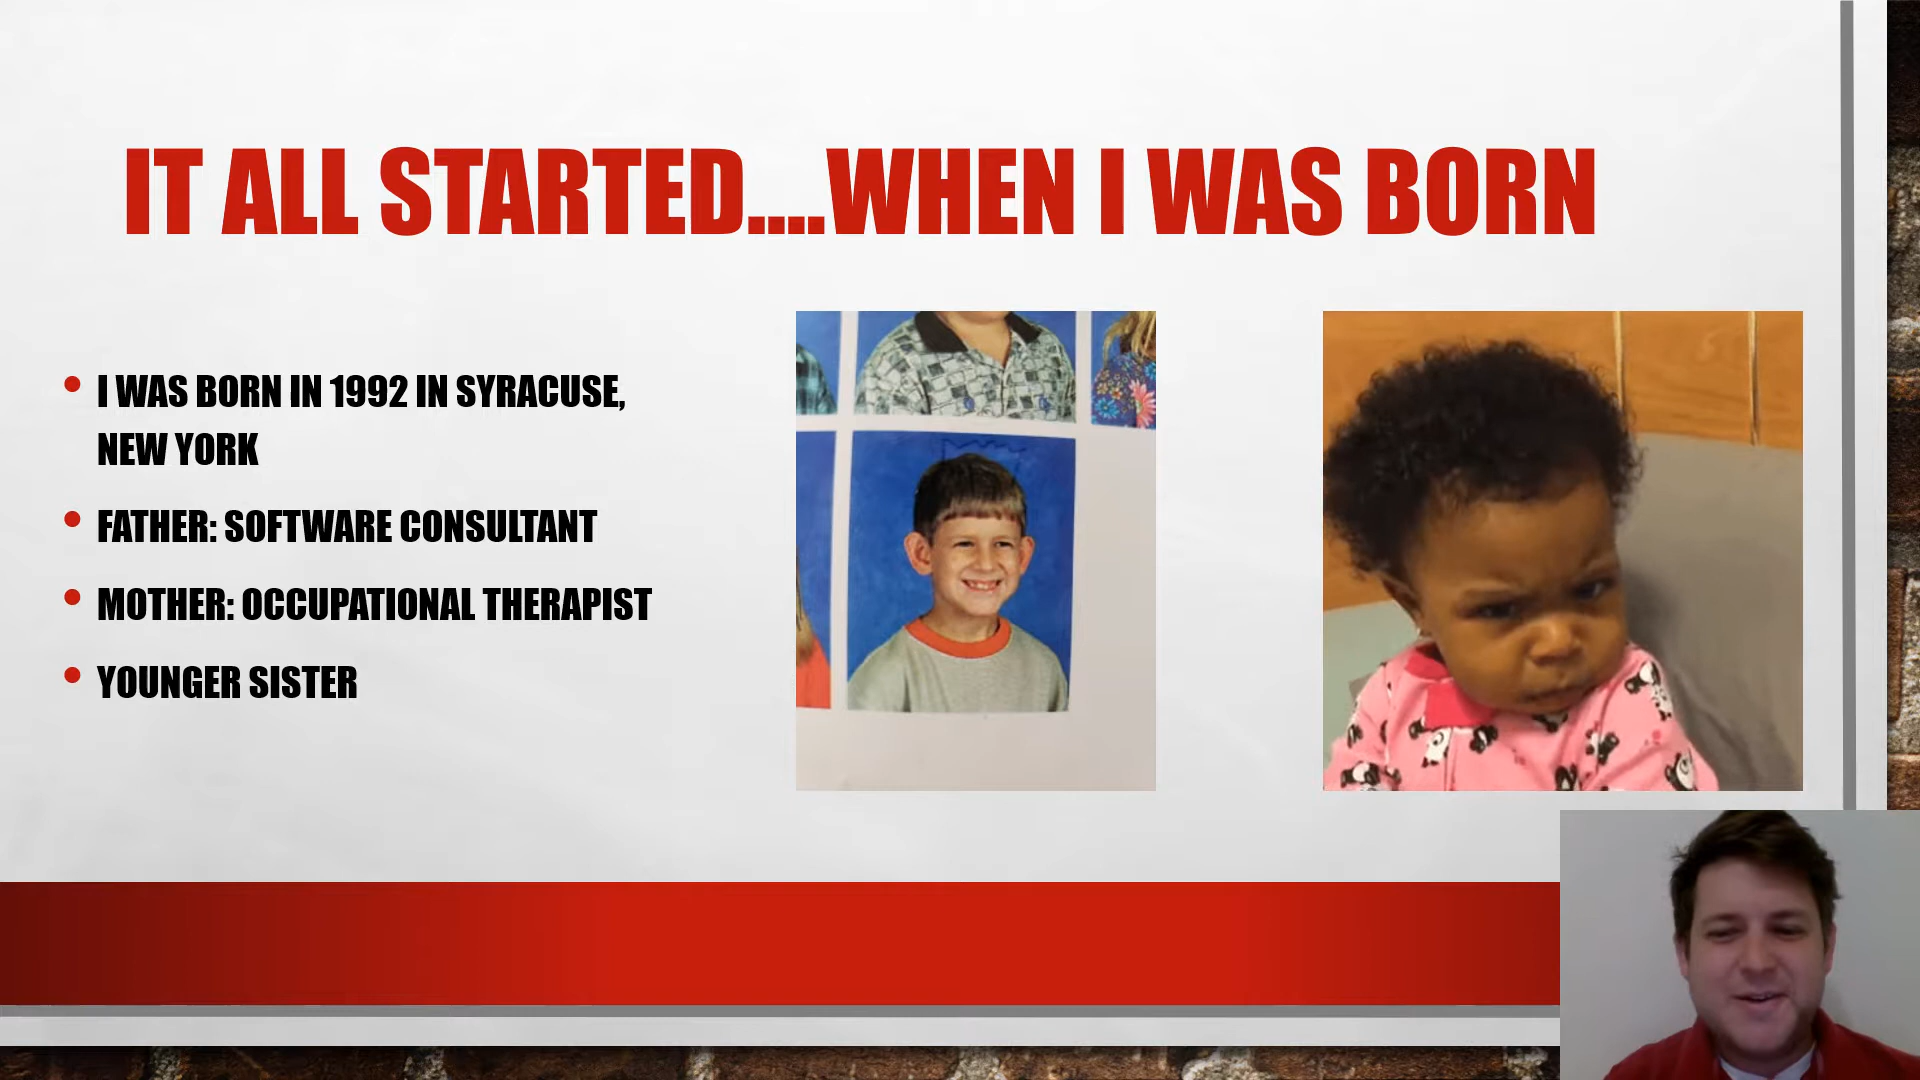 IT ALL STARTED....WHEN I WAS BORN
I WAS BORN IN 1992 IN SYRACUSE,
NEW YORK
FATHER: SOFTWARE CONSULTANT
MOTHER: OCCUPATIONAL THERAPIST
YOUNGER SISTER